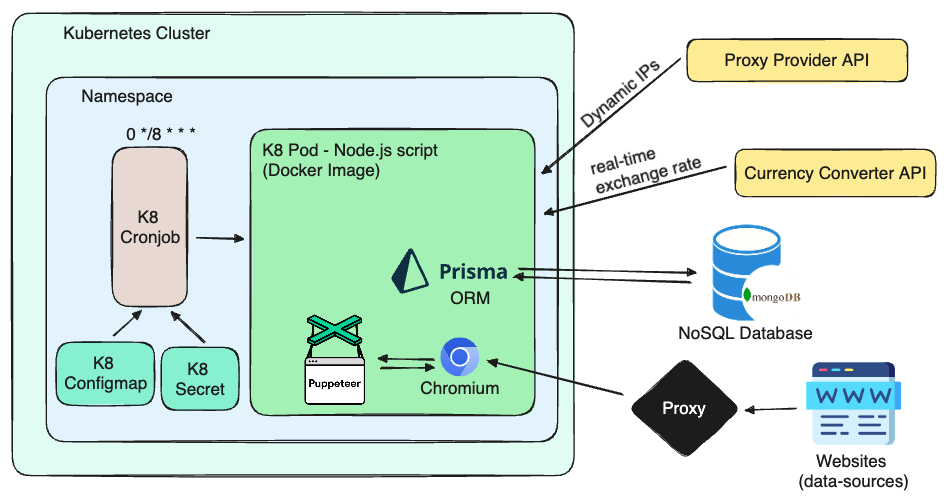 Kubernetes Cluster
Namespace
0 */8 * * *
K8
Cronjob
K8
Configmap
K8
Secret
K8 Pod - Node.js script
(Docker Image)
Prisma
ORM
Puppeteer
Chromium
Dynamic IPs
real-time
exchange rate
Proxy Provider API
Currency Converter API
mongoDB
NoSQL Database
Proxy
WWW
Websites
(data-sources)